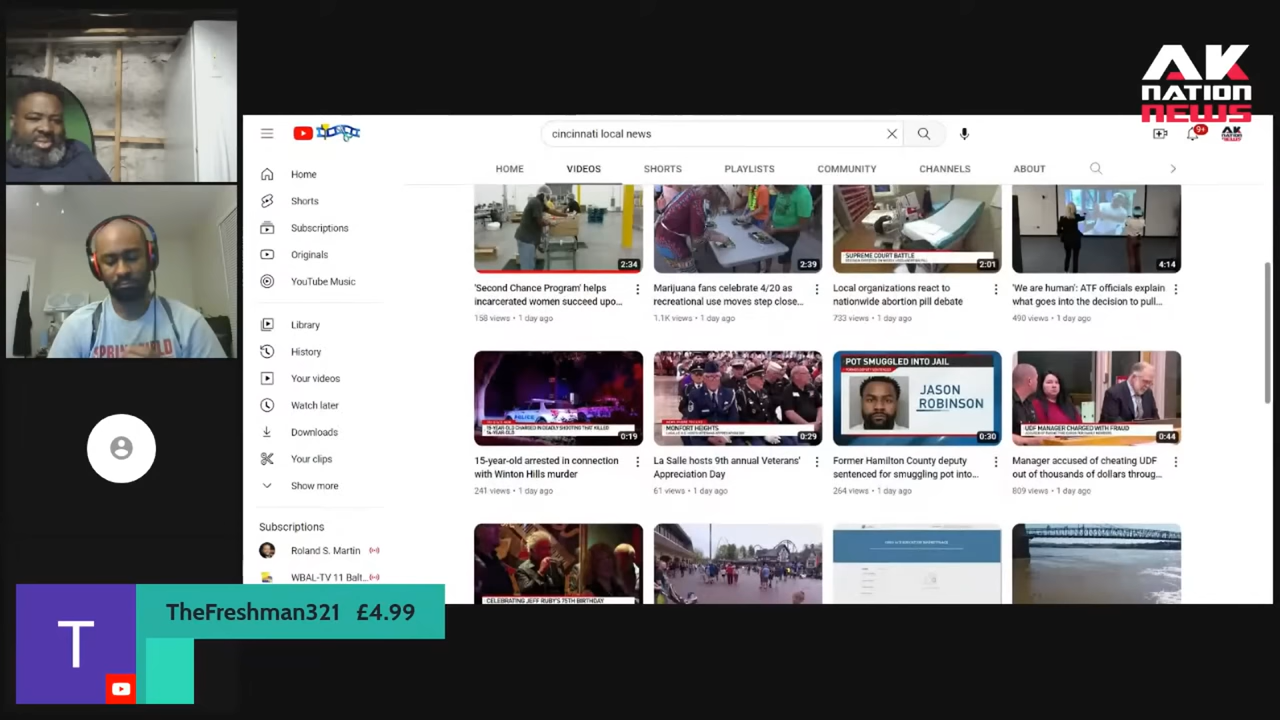 AK
NATION
NEWS
cincinnati local news
9+
HOME
VIDEOS
SHORTS
PLAYLISTS
COMMUNITY
CHANNELS
ABOUT
Home
Shorts
Subscriptions
Originals
YouTube Music
Library
History
Your videos
Watch later
Downloads
Your clips
Show more
Subscriptions
Roland S. Martin
WBAL-TV 11 Balt...
2:34
2:39
SUPREME COURT BATTLE
2:01
4:14
'Second Chance Program' helps
incarcerated women succeed upo...
158 views • 1 day ago
Marijuana fans celebrate 4/20 as
recreational use moves step close...
1.1K views • 1 day ago
Local organizations react to
nationwide abortion pill debate
733 views • 1 day ago
'We are human': ATF officials explain
what goes into the decision to pull...
490 views • 1 day ago
0:19
MONFORT HEIGHTS
0:29
POT SMUGGLED INTO JAIL
JASON
ROBINSON
0:30
UDF MANAGER CHARGED WITH FRAUD
0:44
15-year-old arrested in connection
with Winton Hills murder
241 views • 1 day ago
La Salle hosts 9th annual Veterans'
Appreciation Day
61 views • 1 day ago
Former Hamilton County deputy
sentenced for smuggling pot into...
264 views • 1 day ago
Manager accused of cheating UDF
out of thousands of dollars throug...
809 views • 1 day ago
CELEBRATING JEFF RUBY'S 75TH BIRTHDAY
T
TheFreshman321 £4.99